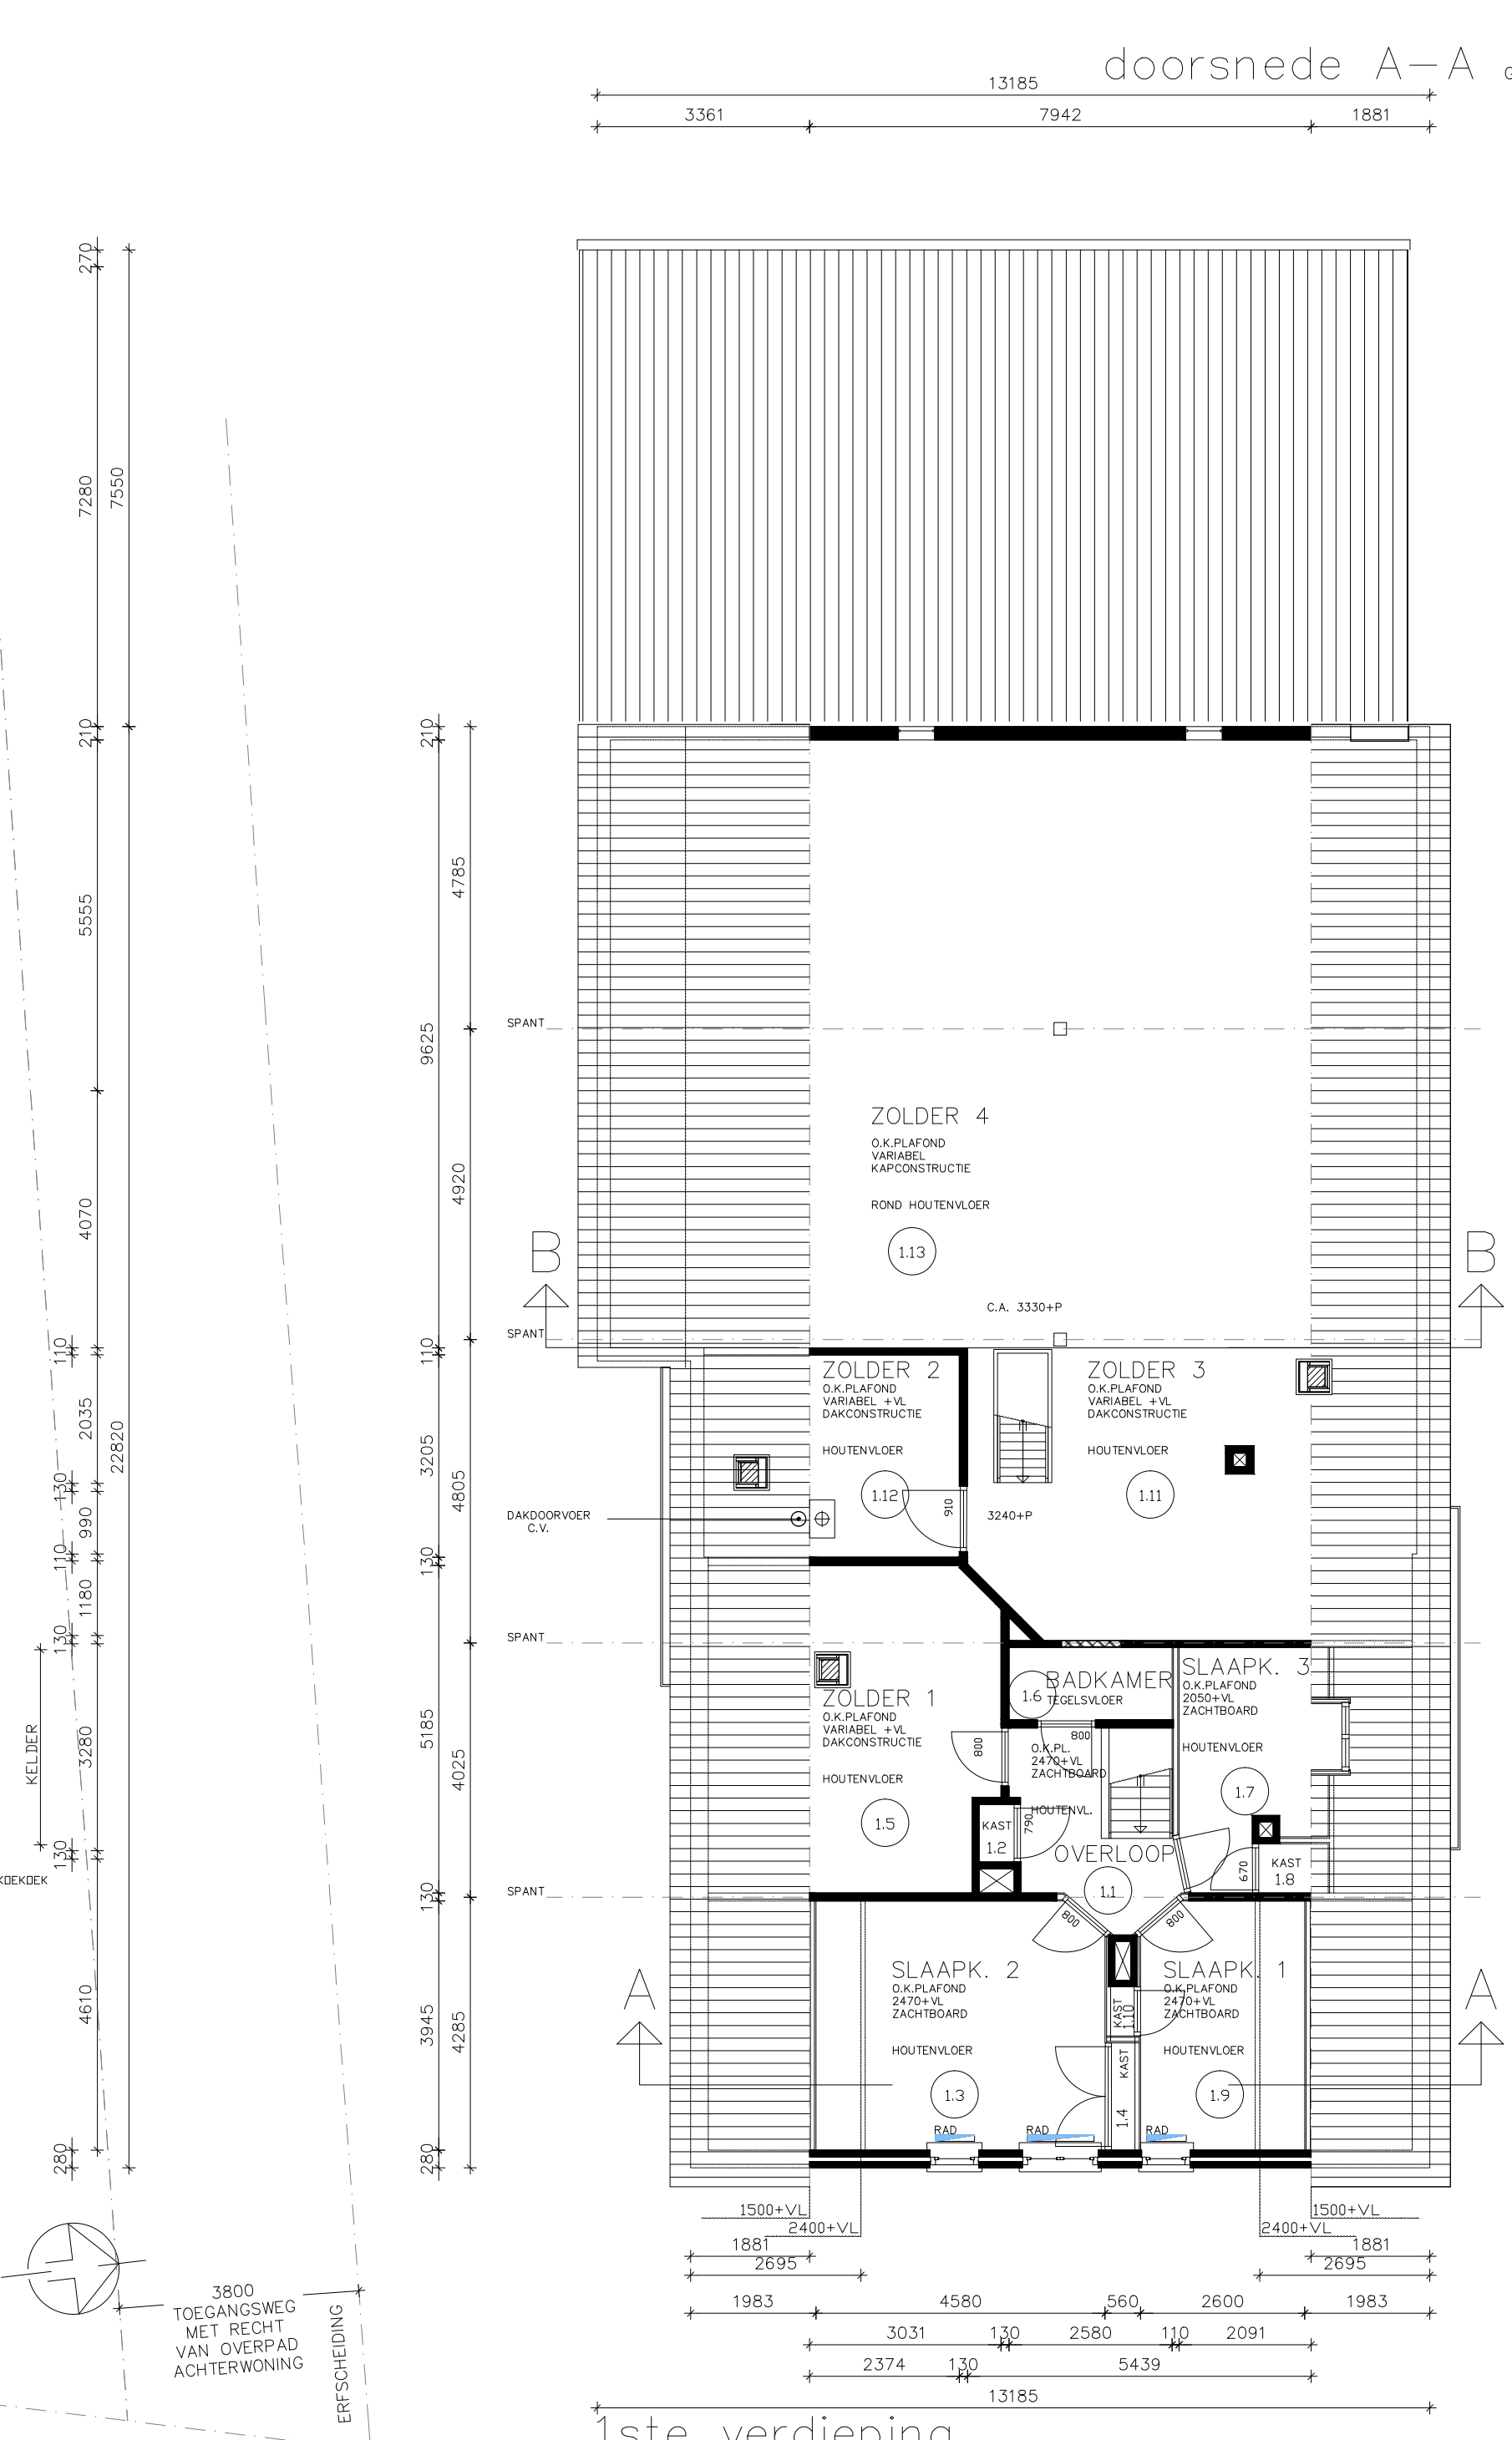 doorsnede A-A
13185
3361 7942 1881
270
7280
7550
210
5555
4070
110
2035
130
990
110
1180
130
3280
130
4610
280
22820
KELDER
210
9625
110
3205
130
5185
130
3945
280
4785
4920
4805
4025
4285
SPANT
ZOLDER 4
O.K.PLAFOND
VARIABEL
KAPCONSTRUCTIE
ROND HOUTENVLOER
1.13
B B
C.A. 3330+P
SPANT
ZOLDER 2
O.K.PLAFOND
VARIABEL +VL
DAKCONSTRUCTIE
HOUTENVLOER
1.12
910
ZOLDER 3
O.K.PLAFOND
VARIABEL +VL
DAKCONSTRUCTIE
HOUTENVLOER
1.11
3240+P
DAKDOORVOER
C.V.
SPANT
ZOLDER 1
O.K.PLAFOND
VARIABEL +VL
DAKCONSTRUCTIE
HOUTENVLOER
1.5
800
BADKAMER
1.6
TEGELSVLOER
800
O.K.PL.
2470+VL
ZACHTBOARD
HOUTENVL.
790
KAST
1.2
OVERLOOP
1.1
SLAAPK. 3
O.K.PLAFOND
2050+VL
ZACHTBOARD
HOUTENVLOER
1.7
670
KAST
1.8
SPANT
800
800
SLAAPK. 2
O.K.PLAFOND
2470+VL
ZACHTBOARD
HOUTENVLOER
1.3
SLAAPK. 1
O.K.PLAFOND
2470+VL
ZACHTBOARD
HOUTENVLOER
1.9
KAST
1.10
KAST
1.4
A A
RAD RAD RAD
1500+VL 1500+VL
2400+VL 2400+VL
1881 1881
2695 2695
1983 4580 560 2600 1983
3031 130 2580 110 2091
2374 130 5439
13185
1ste verdieping
3800
TOEGANGSWEG
MET RECHT
VAN OVERPAD
ACHTERWONING
ERFSCHEIDING